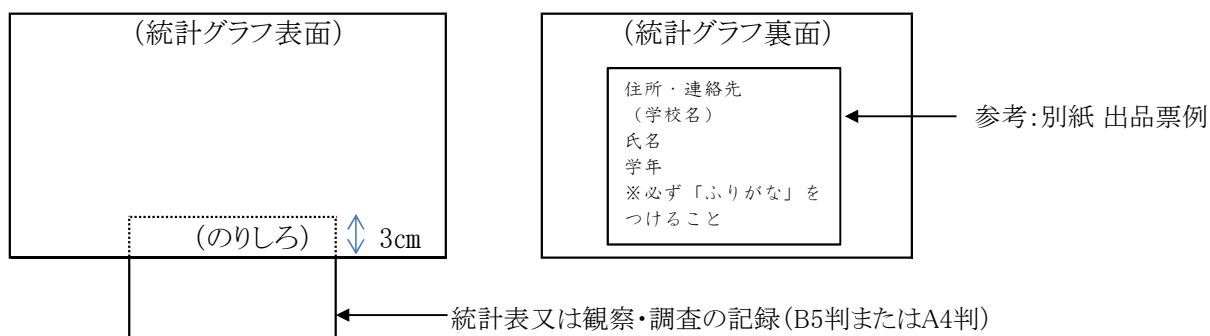 (統計グラフ表面)
(のりしろ)
3cm
(統計グラフ裏面)
住所・連絡先
(学校名)
氏名
学年
※必ず「ふりがな」を
つけること
参考:別紙 出品票例
統計表又は観察・調査の記録(B5判またはA4判)